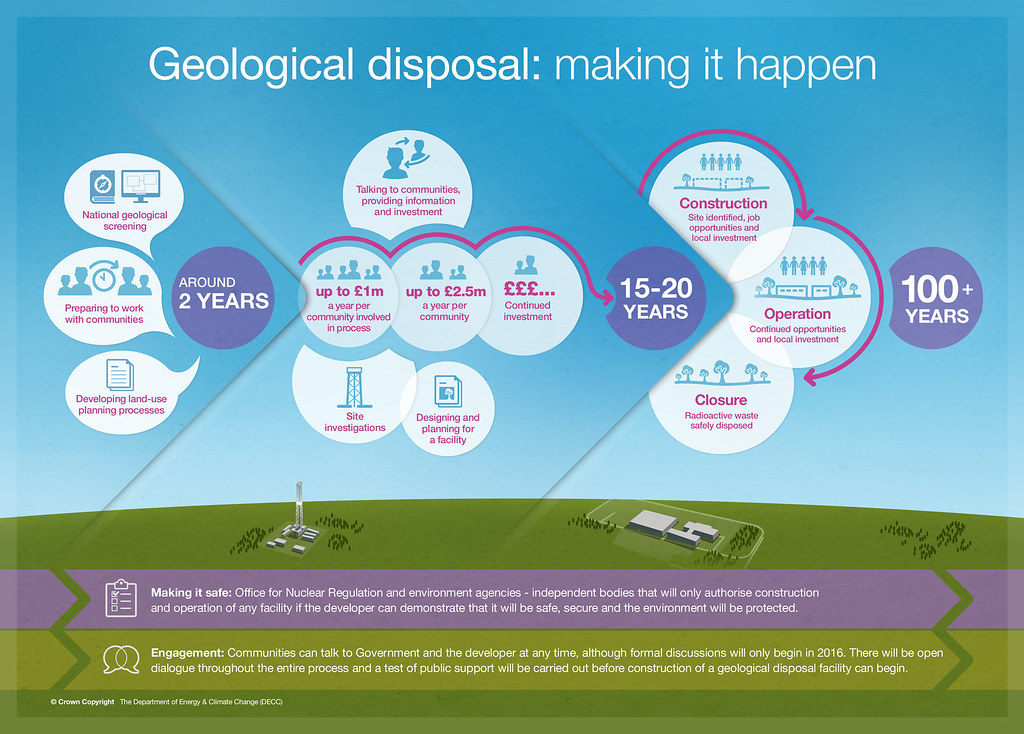 Geological disposal: making it happen
National geological
screening
Preparing to work
with communities
Developing land-use
planning processes
AROUND
2 YEARS
Talking to communities,
providing information
and investment
up to £1m
a year per
community involved
in process
up to £2.5m
a year per
community
£££...
Continued
investment
Site
investigations
Designing and
planning for
a facility
15-20
YEARS
Construction
Site identified, job
opportunities and
local investment
Operation
Continued opportunities
and local investment
Closure
Radioactive waste
safely disposed
100+
YEARS
Making it safe: Office for Nuclear Regulation and environment agencies - independent bodies that will only authorise construction
and operation of any facility if the developer can demonstrate that it will be safe, secure and the environment will be protected.
Engagement: Communities can talk to Government and the developer at any time, although formal discussions will only begin in 2016. There will be open
dialogue throughout the entire process and a test of public support will be carried out before construction of a geological disposal facility can begin.
© Crown Copyright The Department of Energy & Climate Change (DECC)